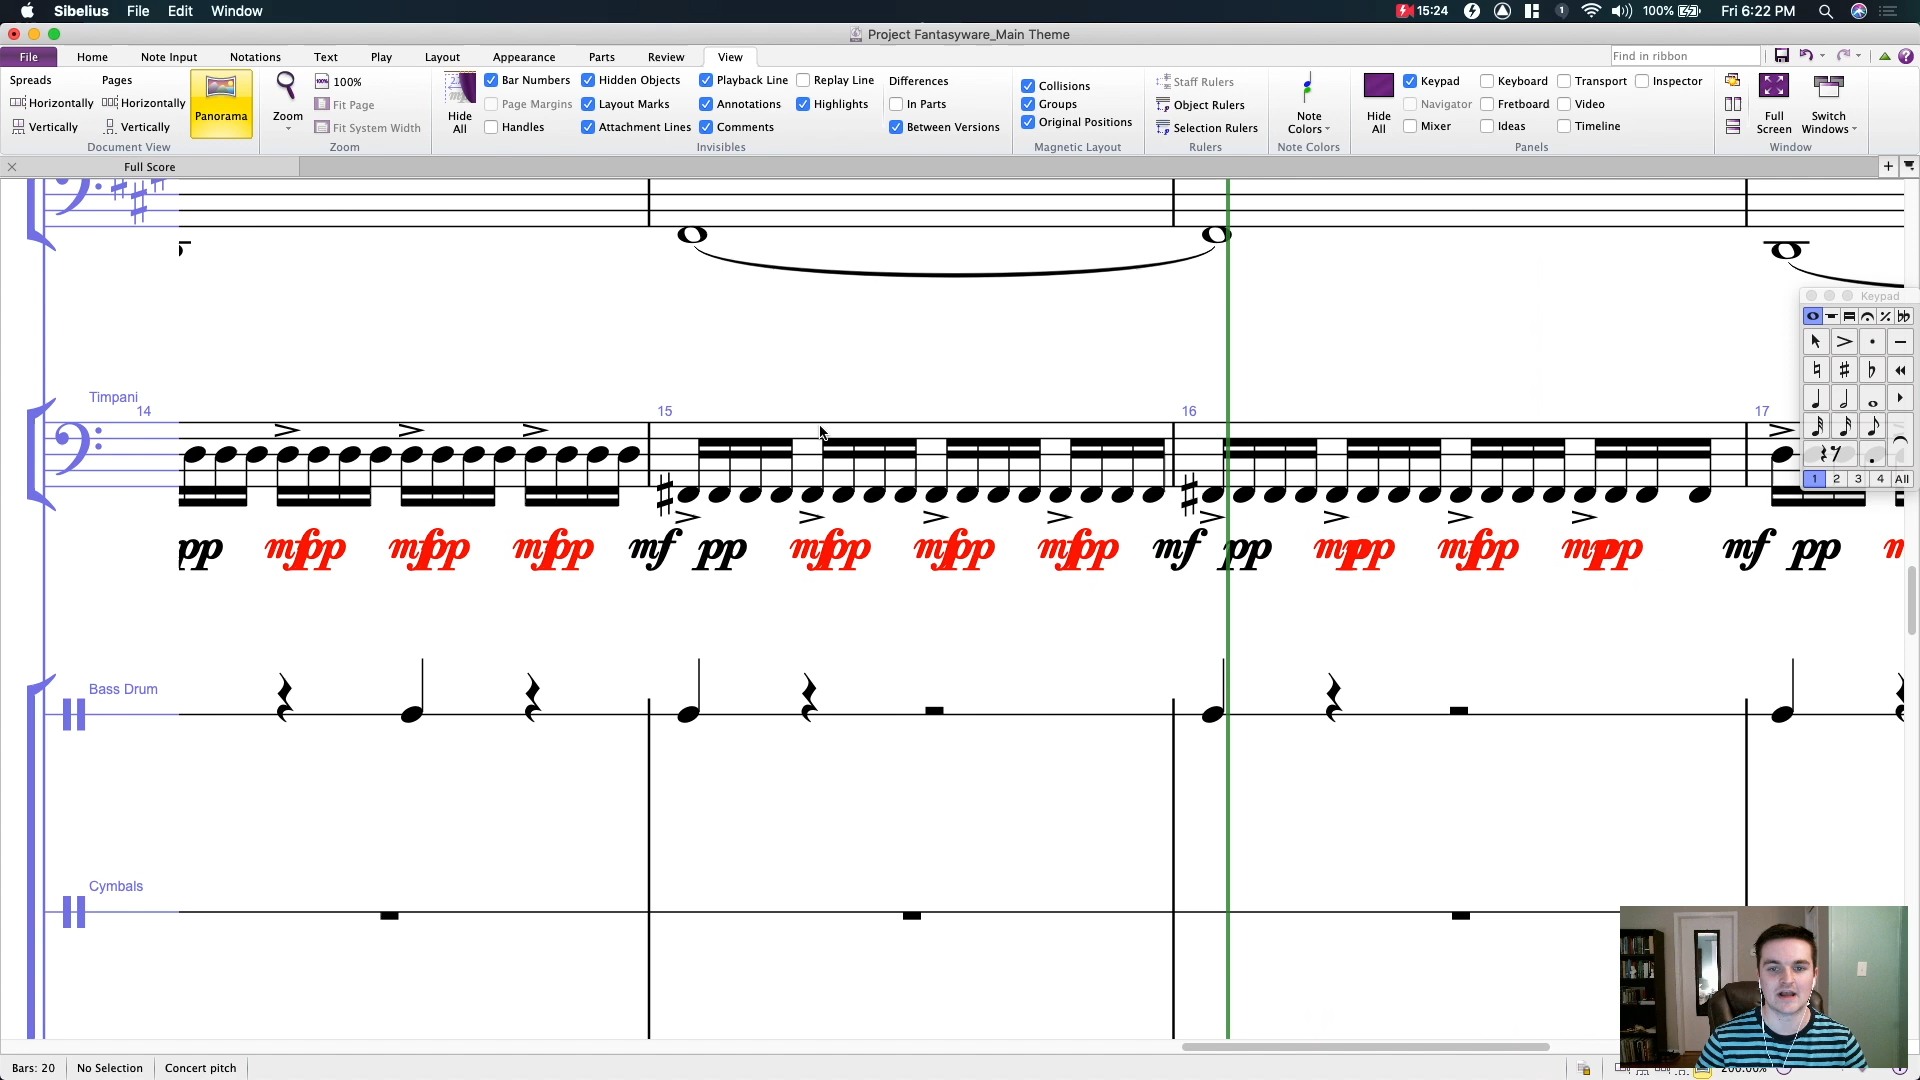 Sibelius File Edit Window
15:24 1 100% Fri 6:22 PM
Project Fantasyware_Main Theme
File Home Note Input Notations Text Play Layout Appearance Parts Review View Find in ribbon
Spreads Pages
Horizontally Horizontally
Vertically Vertically
Panorama
Document View
Zoom
100%
Fit Page
Fit System Width
Zoom
Hide All
Bar Numbers Hidden Objects Playback Line Replay Line
Page Margins Layout Marks Annotations Highlights
Handles Attachment Lines Comments
Invisibles
Differences
In Parts
Between Versions
Collisions
Groups
Original Positions
Magnetic Layout
Staff Rulers
Object Rulers
Selection Rulers
Rulers
Note Colors
Note Colors
Hide All
Keypad Keyboard Transport Inspector
Navigator Fretboard Video
Mixer Ideas Timeline
Panels
Full Screen
Switch Windows
Window
Full Score
Keypad
1 2 3 4 All
Timpani
14 15 16 17
pp mfpp mfpp mfpp mf pp mfpp mfpp mfpp mf pp mppp mfpp mppp mf pp m
Bass Drum
Cymbals
Bars: 20 No Selection Concert pitch 200.00%